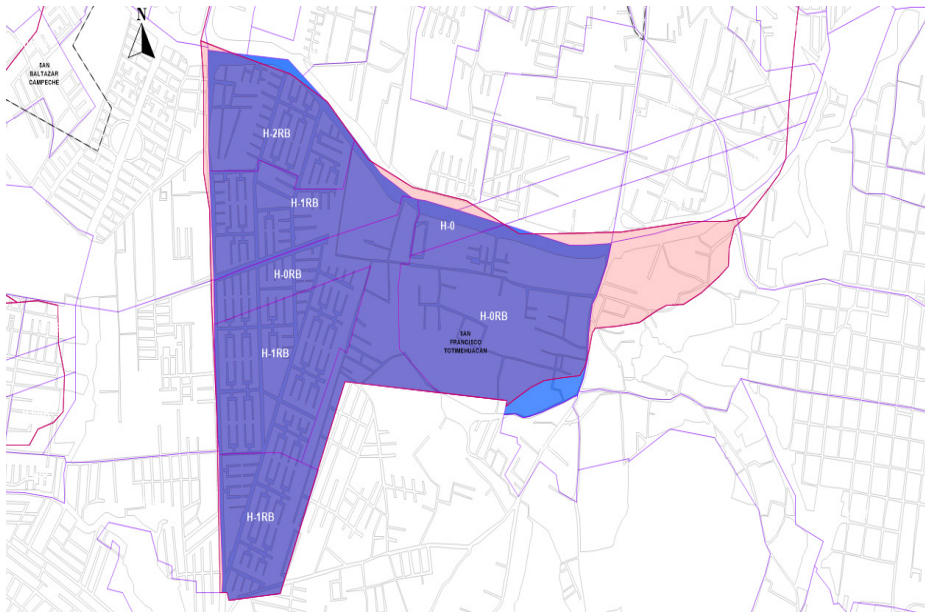 N
SAN
BALTAZAR
CAMPECHE
H-2RB
H-1RB
H-0
H-0RB
H-0RB
SAN
FRANCISCO
TOTIMEHUACAN
H-1RB
H-1RB